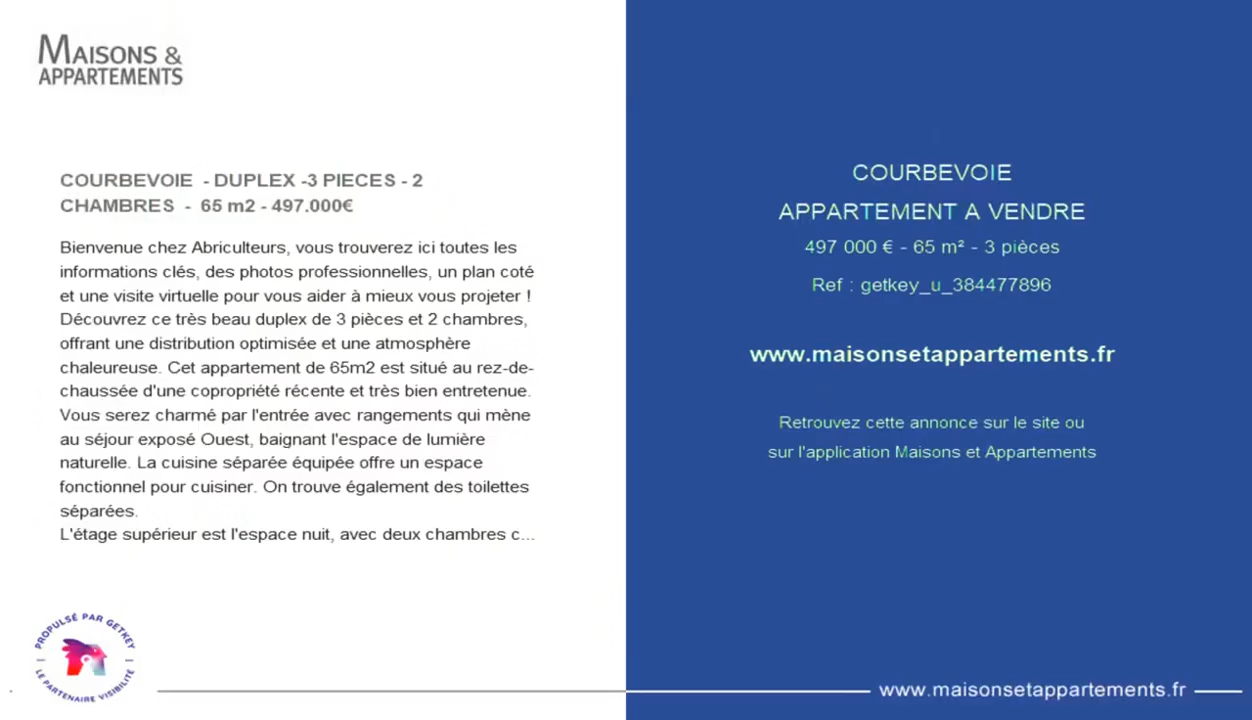 MAISONS &
APPARTEMENTS
COURBEVOIE - DUPLEX -3 PIECES - 2
CHAMBRES - 65 m2 - 497.000€
Bienvenue chez Abriculteurs, vous trouverez ici toutes les
informations clés, des photos professionnelles, un plan coté
et une visite virtuelle pour vous aider à mieux vous projeter !
Découvrez ce très beau duplex de 3 pièces et 2 chambres,
offrant une distribution optimisée et une atmosphère
chaleureuse. Cet appartement de 65m2 est situé au rez-de-
chaussée d'une copropriété récente et très bien entretenue.
Vous serez charmé par l'entrée avec rangements qui mène
au séjour exposé Ouest, baignant l'espace de lumière
naturelle. La cuisine séparée équipée offre un espace
fonctionnel pour cuisiner. On trouve également des toilettes
séparées.
L'étage supérieur est l'espace nuit, avec deux chambres c...
PROPULSÉ PAR GETKEY
LE PARTENAIRE VISIBILITÉ
COURBEVOIE
APPARTEMENT A VENDRE
497 000 € - 65 m² - 3 pièces
Ref : getkey_u_384477896
www.maisonsetappartements.fr
Retrouvez cette annonce sur le site ou
sur l'application Maisons et Appartements
www.maisonsetappartements.fr